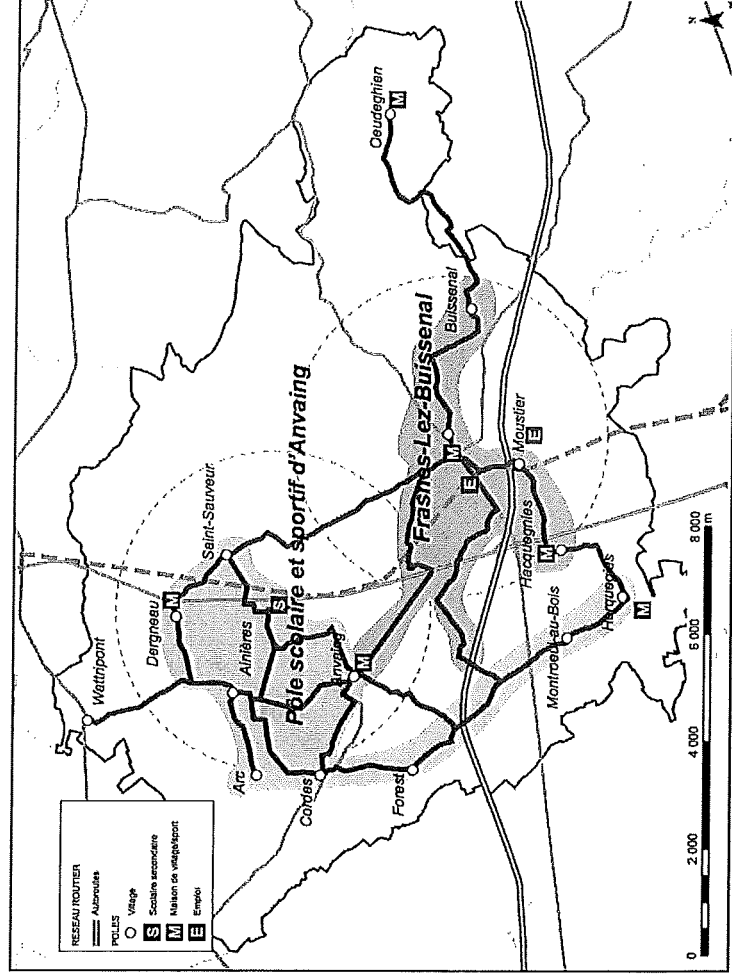 RESEAU ROUTIER
Autoroutes
POLES
Village
S Scolaire secondaire
M Maison de village/sport
E Emploi
Wattripont
Dergneau
M
Saint-Sauveur
Arc
Ainières
S
Pôle scolaire et sportif d'Anvaing
Cordes
Anvaing
M
Forest
Frasnes-Lez-Buissenal
M
E
Buissenal
Oeudeghien
M
Moustier
E
Hacquegnies
M
Montroeul-au-Bois
Herquegies
M
0 2 000 4 000 6 000 8 000
m
N